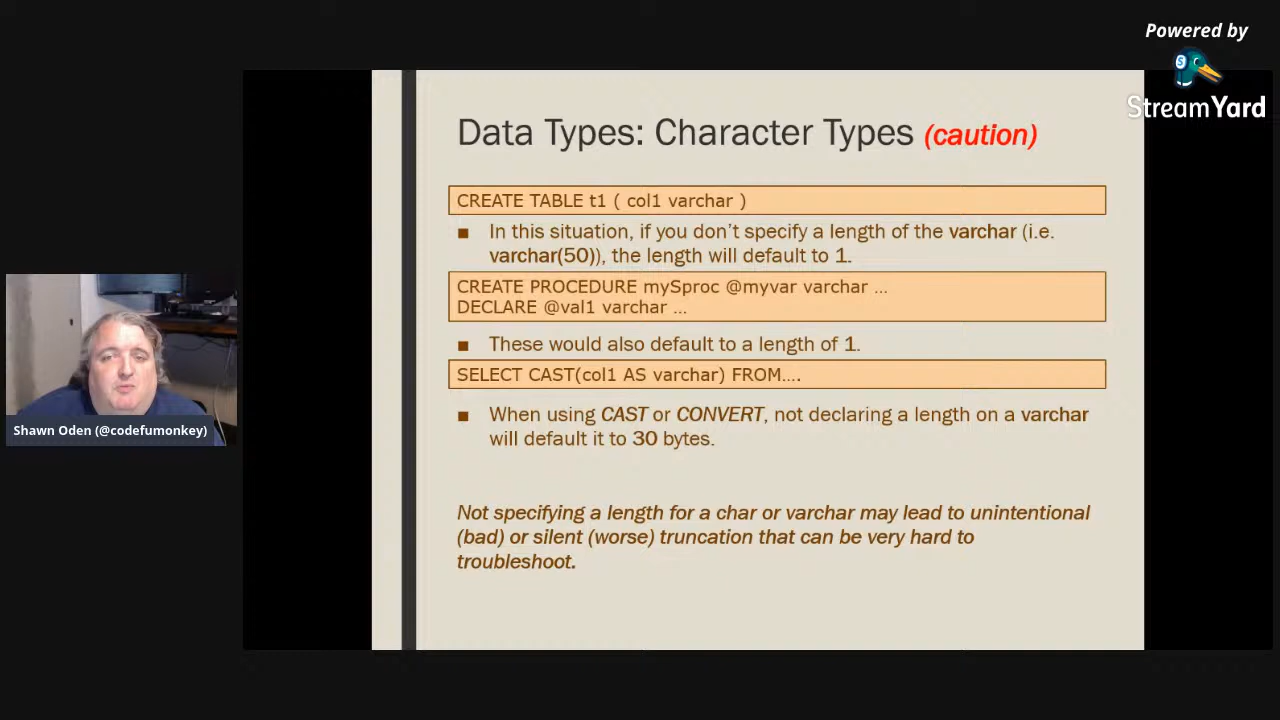 Powered by
StreamYard
Data Types: Character Types (caution)
CREATE TABLE t1 ( col1 varchar )
■ In this situation, if you don’t specify a length of the varchar (i.e.
varchar(50)), the length will default to 1.
CREATE PROCEDURE mySproc @myvar varchar …
DECLARE @val1 varchar …
■ These would also default to a length of 1.
SELECT CAST(col1 AS varchar) FROM….
■ When using CAST or CONVERT, not declaring a length on a varchar
will default it to 30 bytes.
Not specifying a length for a char or varchar may lead to unintentional
(bad) or silent (worse) truncation that can be very hard to
troubleshoot.
Shawn Oden (@codefumonkey)